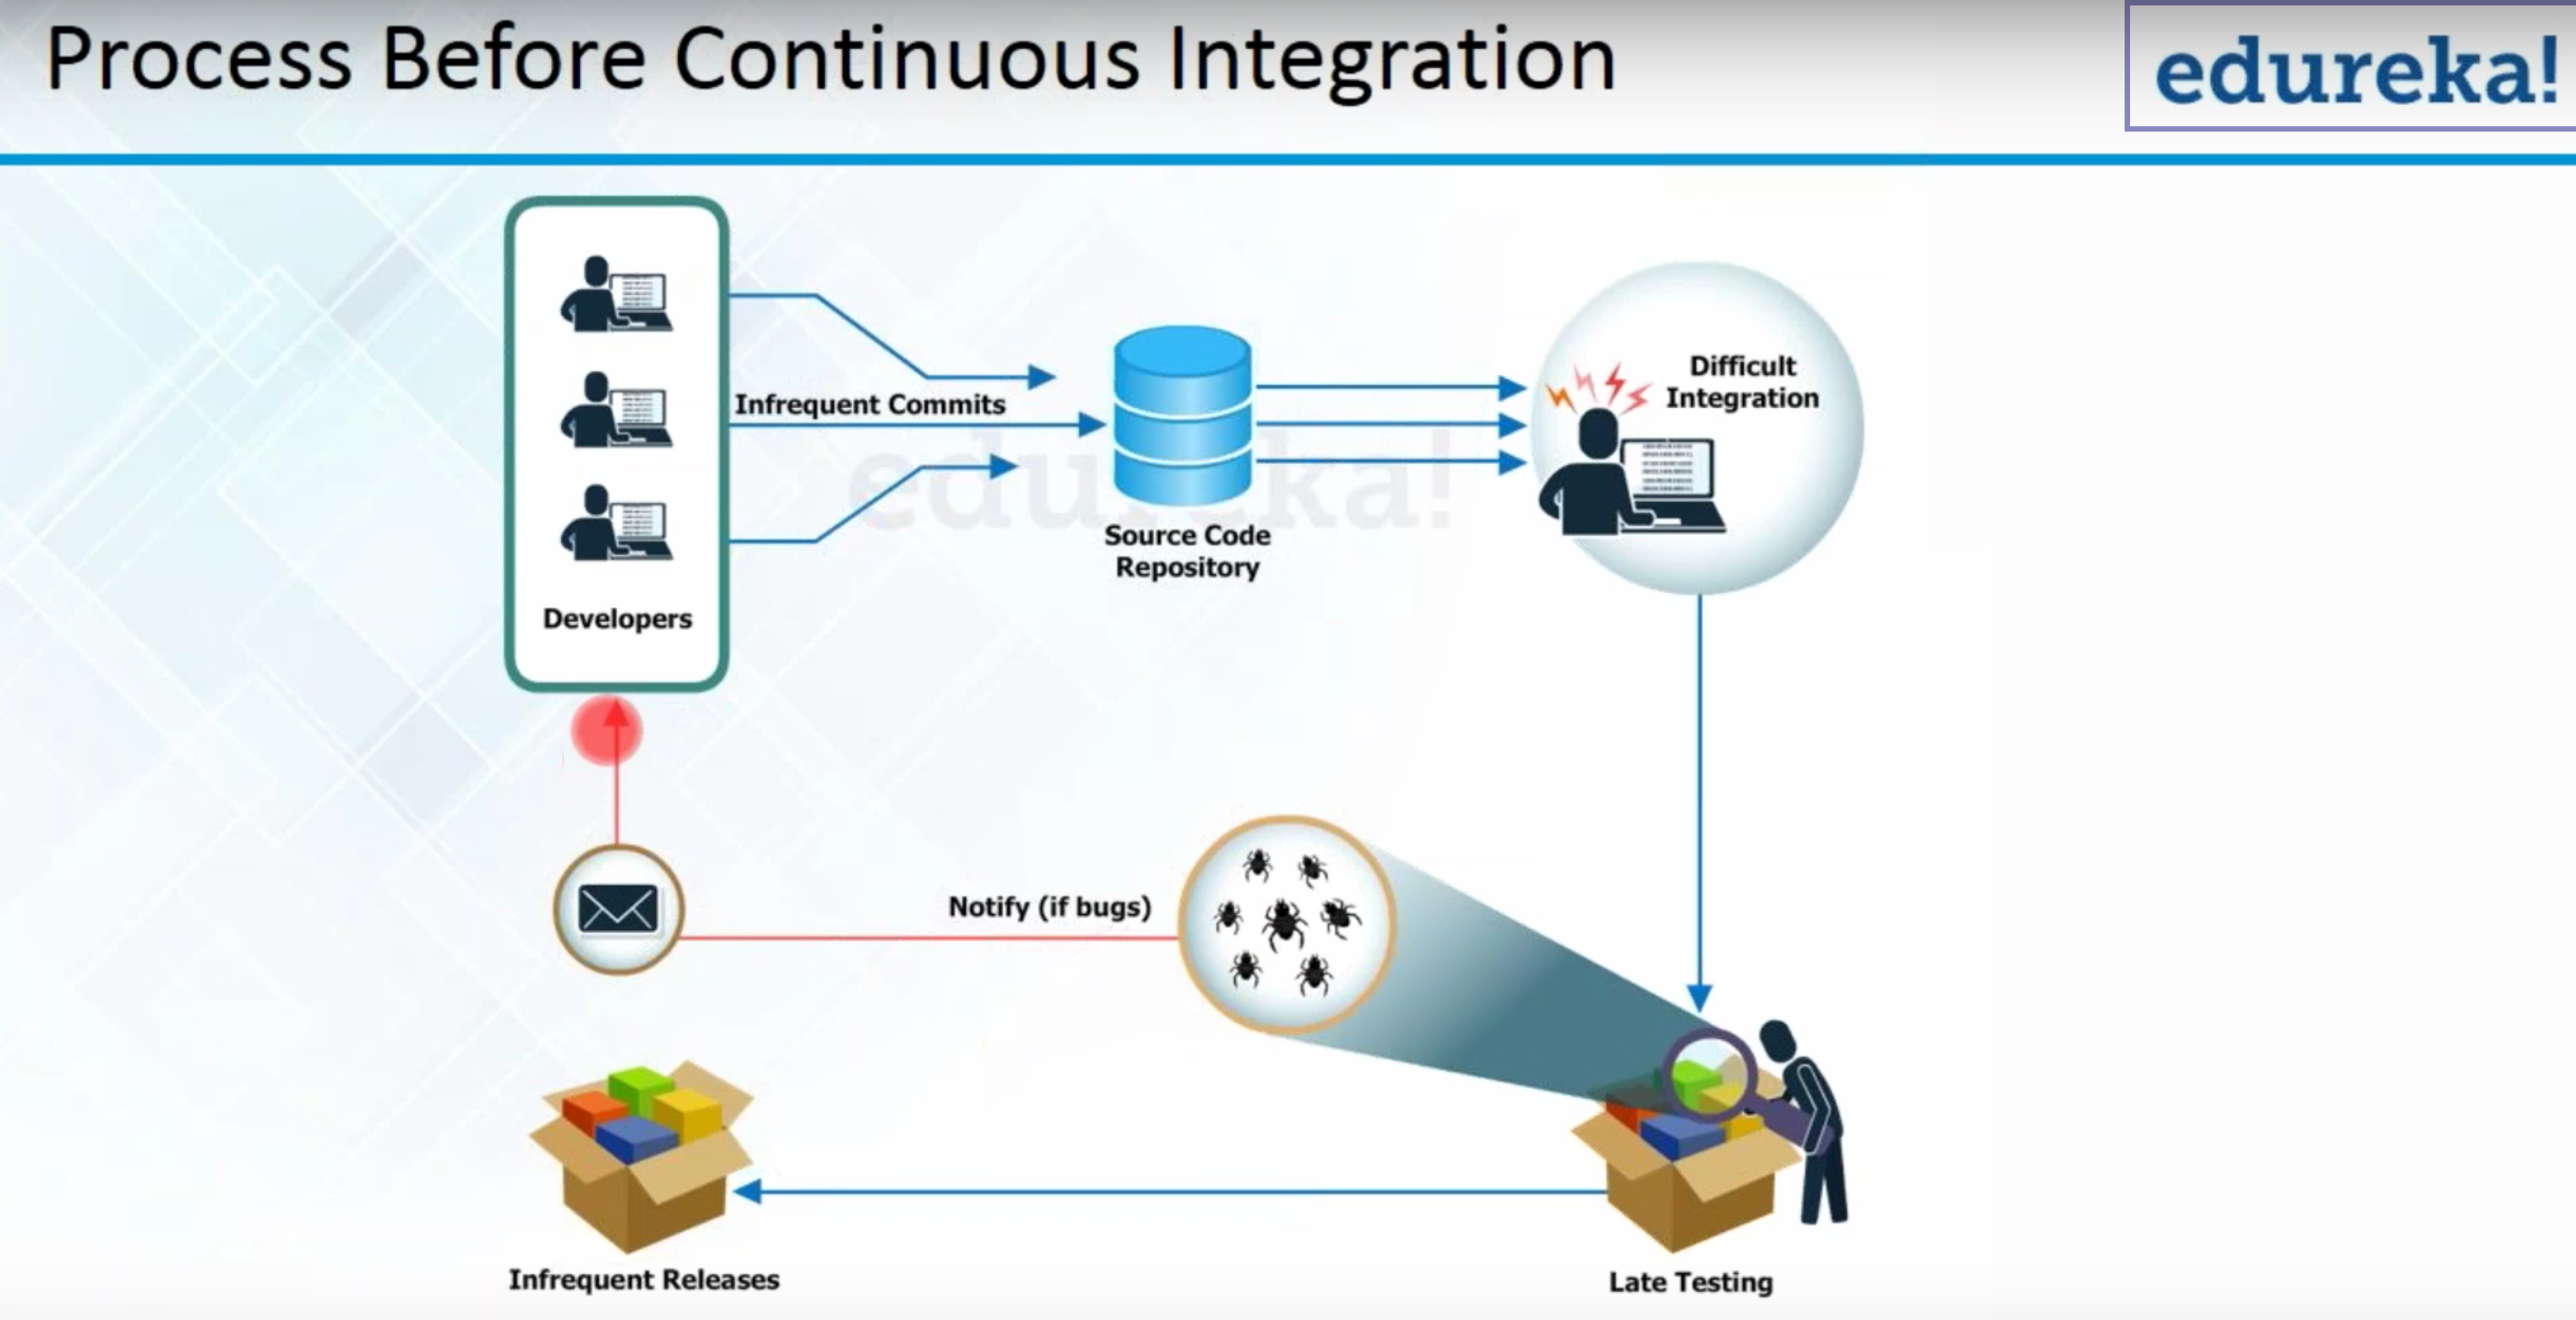 Process Before Continuous Integration
edureka!
Difficult
Integration
Infrequent Commits
edureka!
Source Code
Repository
Developers
Notify (if bugs)
Infrequent Releases
Late Testing